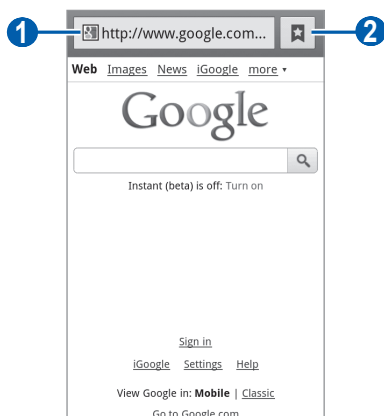 1 http://www.google.com... 2
Web Images News iGoogle more ▾
Google
Instant (beta) is off: Turn on
Sign in
iGoogle Settings Help
View Google in: Mobile | Classic
Go to Google.com